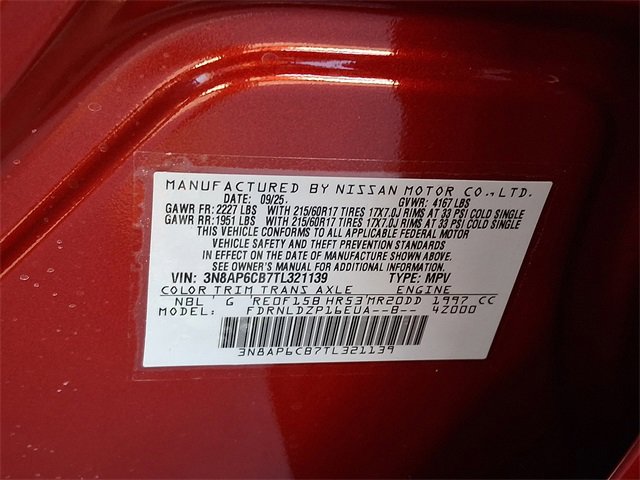 MANUFACTURED BY NISSAN MOTOR CO., LTD.
DATE: 09/25. GVWR: 4167 LBS
GAWR FR: 2227 LBS WITH 215/60R17 TIRES 17X7.0J RIMS AT 33 PSI COLD SINGLE
GAWR RR: 1951 LBS WITH 215/60R17 TIRES 17X7.0J RIMS AT 33 PSI COLD SINGLE
THIS VEHICLE CONFORMS TO ALL APPLICABLE FEDERAL MOTOR
VEHICLE SAFETY AND THEFT PREVENTION STANDARDS
IN EFFECT ON THE DATE OF MANUFACTURE SHOWN ABOVE.
SEE OWNER'S MANUAL FOR ADDITIONAL INFORMATION
VIN: 3N8AP6CB7TL321139 TYPE: MPV
COLOR TRIM TRANS AXLE ENGINE
NBL' G 'RE0F15B HR53'MR20DD 1997 CC
MODEL: FDRNLDZP16EUA--B-- 4Z000
3N8AP6CB7TL321139